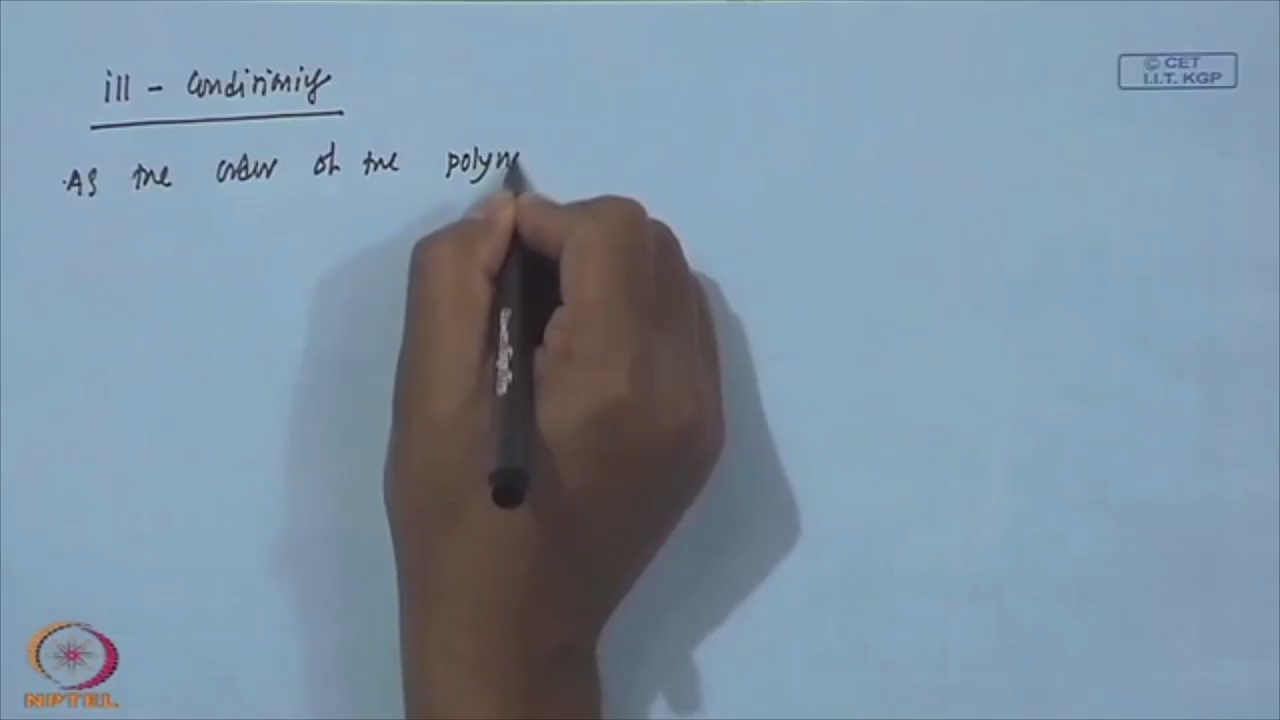 ill - Conditioning
© CET
I.I.T. KGP
As the order of the polyn
NPTEL